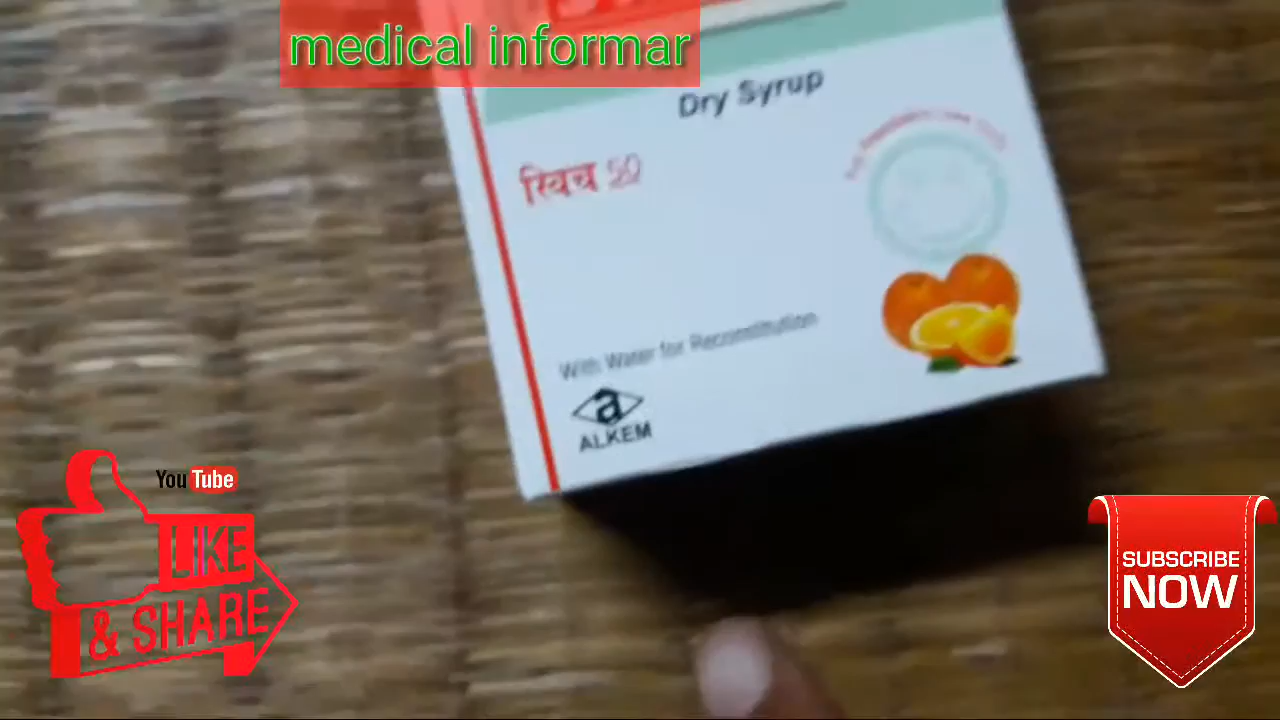 medical informar
Dry Syrup
स्विच 50
With Water for Reconstitution
a
ALKEM
You Tube
LIKE
& SHARE
SUBSCRIBE
NOW